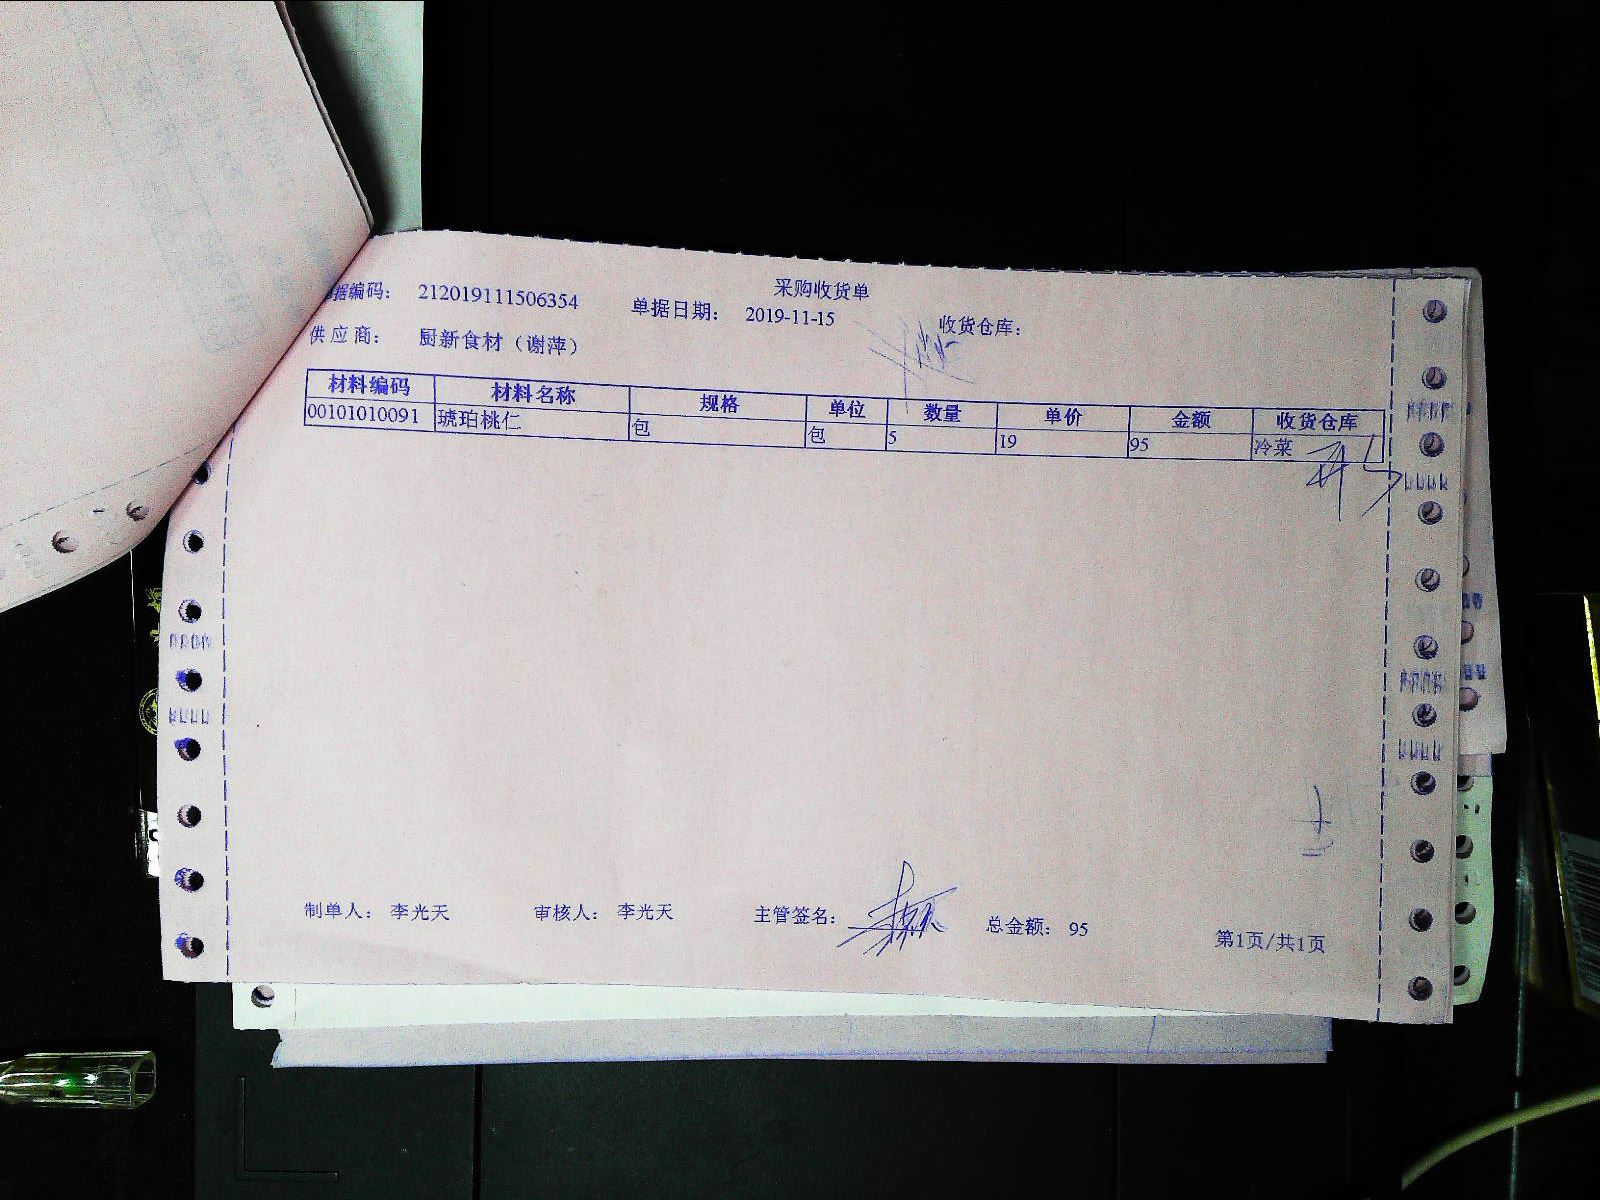 采购收货单
据编码： 212019111506354 单据日期： 2019-11-15 收货仓库：
供应商： 厨新食材（谢萍）
材料编码 材料名称 规格 单位 数量 单价 金额 收货仓库
00101010091 琥珀桃仁 包 包 5 19 95 冷菜
制单人： 李光天 审核人： 李光天 主管签名： 总金额： 95 第1页/共1页